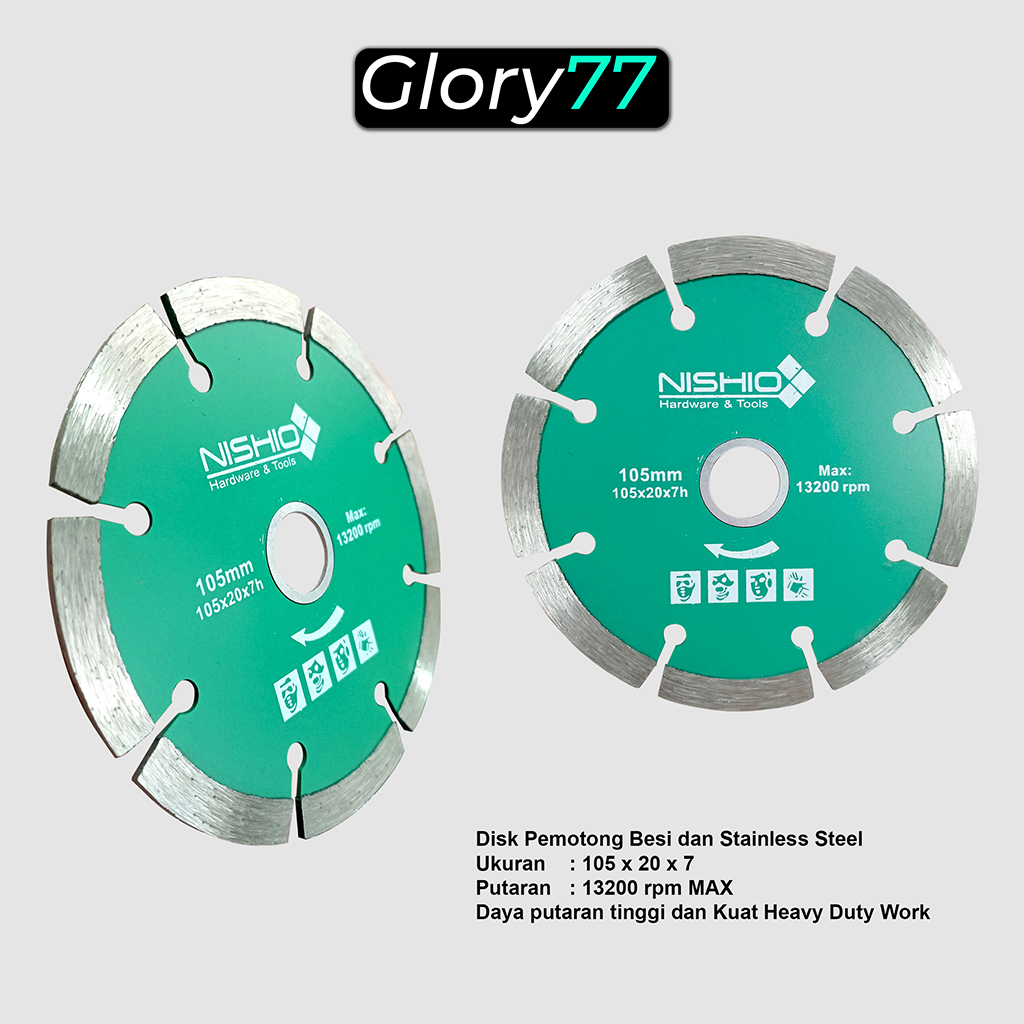 Glory77
NISHIO
Hardware & Tools
105mm
105x20x7h
Max:
13200 rpm
NISHIO
Hardware & Tools
105mm
105x20x7h
Max:
13200 rpm
Disk Pemotong Besi dan Stainless Steel
Ukuran : 105 x 20 x 7
Putaran : 13200 rpm MAX
Daya putaran tinggi dan Kuat Heavy Duty Work